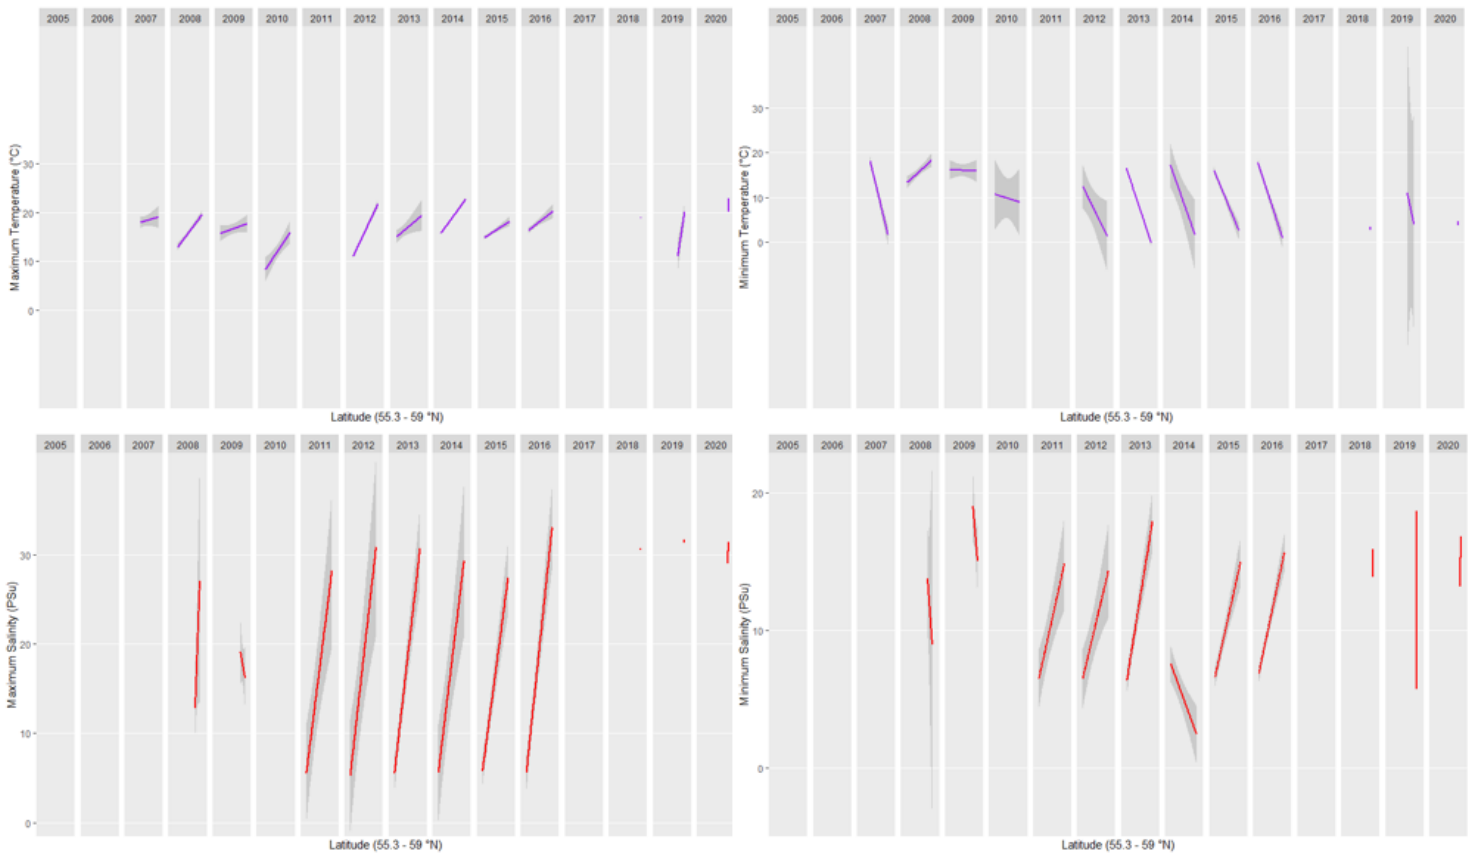 2005 2006 2007 2008 2009 2010 2011 2012 2013 2014 2015 2016 2017 2018 2019 2020
Maximum Temperature (°C)
30
20
10
0
Latitude (55.3 - 59 °N)
2005 2006 2007 2008 2009 2010 2012 2013 2014 2015 2016 2017 2018 2019 2020
Minimum Temperature (°C)
30
20
10
0
Latitude (55.3 - 59 °N)
2005 2006 2007 2008 2009 2010 2011 2012 2013 2014 2015 2016 2017 2018 2019 2020
Maximum Salinity (PSu)
30
20
10
0
Latitude (55.3 - 59 °N)
2005 2006 2007 2008 2009 2010 2011 2012 2013 2014 2015 2016 2017 2018 2019 2020
Minimum Salinity (PSu)
20
10
0
Latitude (55.3 - 59 °N)